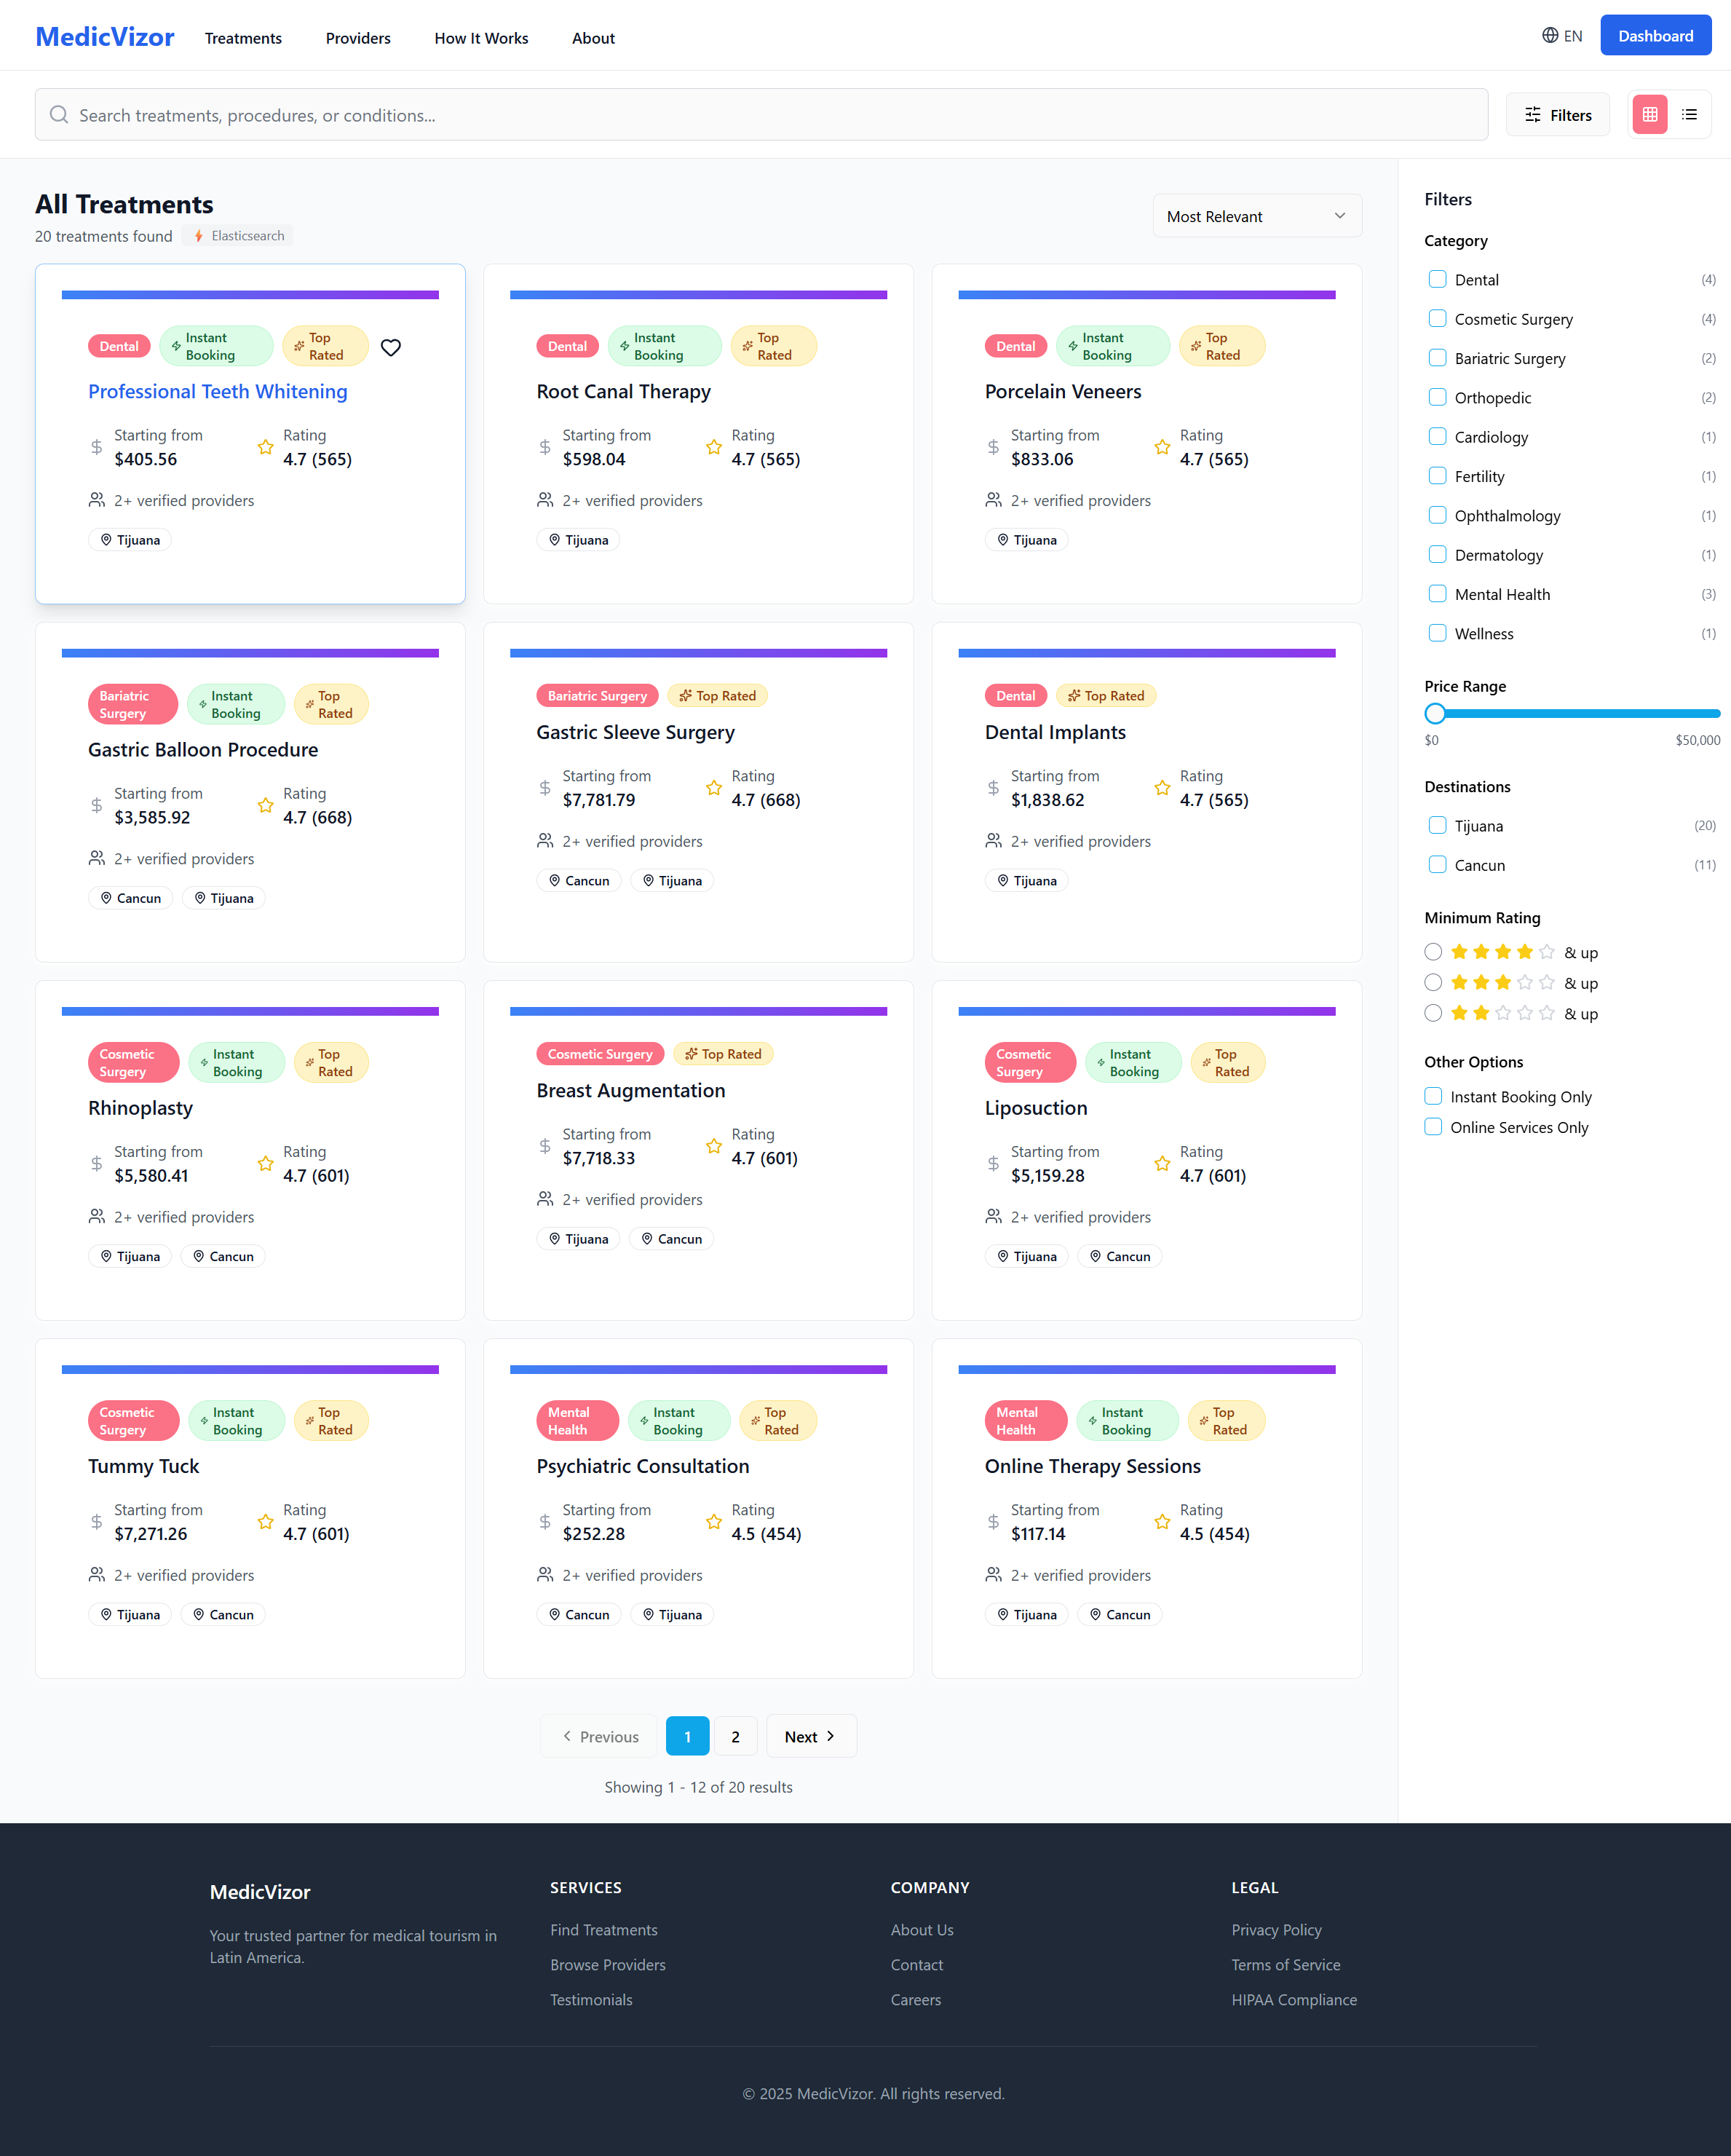 MedicVizor
Treatments
Providers
How It Works
About
EN
Dashboard
Search treatments, procedures, or conditions...
Filters
All Treatments
20 treatments found
Elasticsearch
Most Relevant
Dental
Instant
Booking
Top
Rated
Professional Teeth Whitening
Starting from
$405.56
Rating
4.7 (565)
2+ verified providers
Tijuana
Dental
Instant
Booking
Top
Rated
Root Canal Therapy
Starting from
$598.04
Rating
4.7 (565)
2+ verified providers
Tijuana
Dental
Instant
Booking
Top
Rated
Porcelain Veneers
Starting from
$833.06
Rating
4.7 (565)
2+ verified providers
Tijuana
Bariatric
Surgery
Instant
Booking
Top
Rated
Gastric Balloon Procedure
Starting from
$3,585.92
Rating
4.7 (668)
2+ verified providers
Cancun
Tijuana
Bariatric Surgery
Top Rated
Gastric Sleeve Surgery
Starting from
$7,781.79
Rating
4.7 (668)
2+ verified providers
Cancun
Tijuana
Dental
Top Rated
Dental Implants
Starting from
$1,838.62
Rating
4.7 (565)
2+ verified providers
Tijuana
Cosmetic
Surgery
Instant
Booking
Top
Rated
Rhinoplasty
Starting from
$5,580.41
Rating
4.7 (601)
2+ verified providers
Tijuana
Cancun
Cosmetic Surgery
Top Rated
Breast Augmentation
Starting from
$7,718.33
Rating
4.7 (601)
2+ verified providers
Tijuana
Cancun
Cosmetic
Surgery
Instant
Booking
Top
Rated
Liposuction
Starting from
$5,159.28
Rating
4.7 (601)
2+ verified providers
Tijuana
Cancun
Cosmetic
Surgery
Instant
Booking
Top
Rated
Tummy Tuck
Starting from
$7,271.26
Rating
4.7 (601)
2+ verified providers
Tijuana
Cancun
Mental
Health
Instant
Booking
Top
Rated
Psychiatric Consultation
Starting from
$252.28
Rating
4.5 (454)
2+ verified providers
Cancun
Tijuana
Mental
Health
Instant
Booking
Top
Rated
Online Therapy Sessions
Starting from
$117.14
Rating
4.5 (454)
2+ verified providers
Tijuana
Cancun
Previous
1
2
Next
Showing 1 - 12 of 20 results
Filters
Category
Dental (4)
Cosmetic Surgery (4)
Bariatric Surgery (2)
Orthopedic (2)
Cardiology (1)
Fertility (1)
Ophthalmology (1)
Dermatology (1)
Mental Health (3)
Wellness (1)
Price Range
$0 $50,000
Destinations
Tijuana (20)
Cancun (11)
Minimum Rating
& up
& up
& up
Other Options
Instant Booking Only
Online Services Only
MedicVizor
Your trusted partner for medical tourism in
Latin America.
SERVICES
Find Treatments
Browse Providers
Testimonials
COMPANY
About Us
Contact
Careers
LEGAL
Privacy Policy
Terms of Service
HIPAA Compliance
© 2025 MedicVizor. All rights reserved.